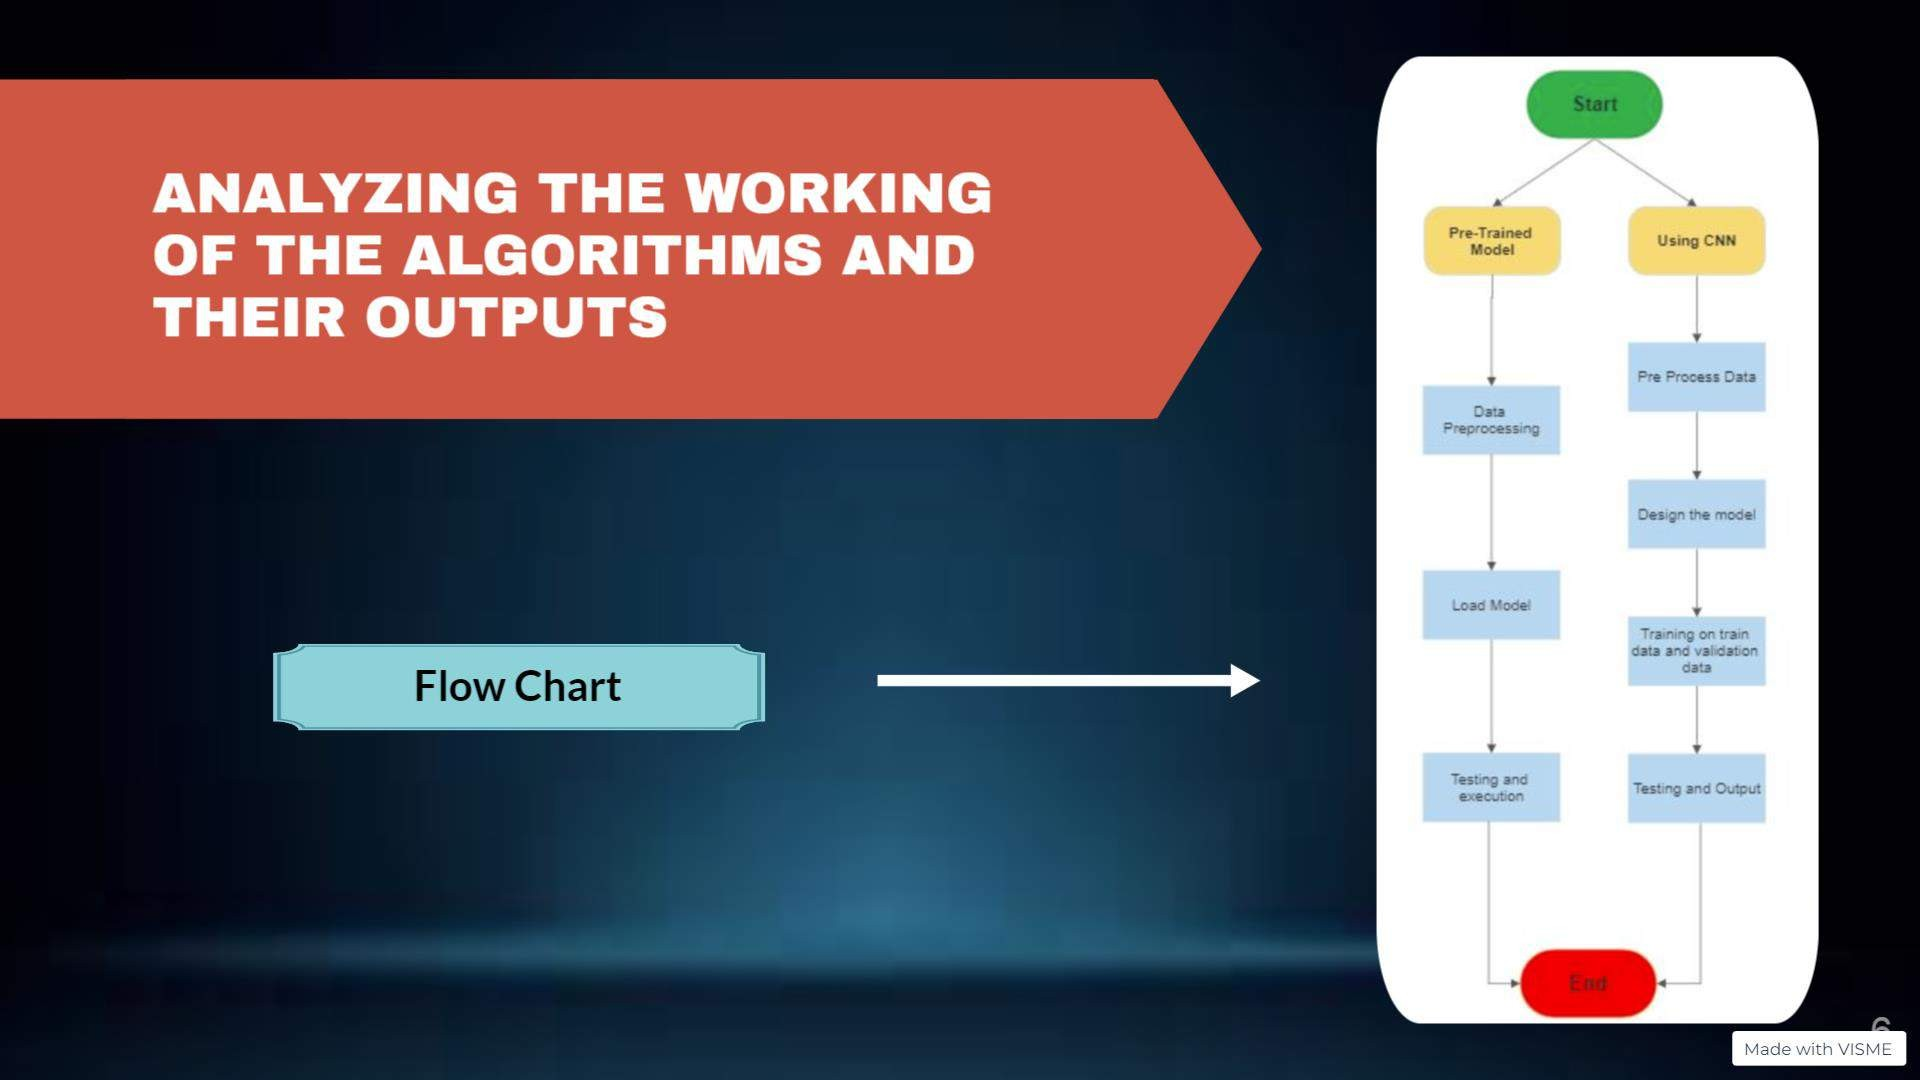 ANALYZING THE WORKING
OF THE ALGORITHMS AND
THEIR OUTPUTS
Flow Chart
Start
Pre-Trained
Model
Using CNN
Data
Preprocessing
Pre Process Data
Load Model
Design the model
Training on train
data and validation
data
Testing and
execution
Testing and Output
End
6
Made with VISME